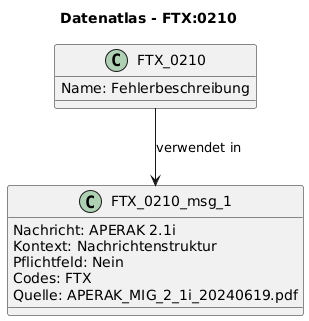 Datenatlas - FTX:0210
C FTX_0210
Name: Fehlerbeschreibung
verwendet in
C FTX_0210_msg_1
Nachricht: APERAK 2.1i
Kontext: Nachrichtenstruktur
Pflichtfeld: Nein
Codes: FTX
Quelle: APERAK_MIG_2_1i_20240619.pdf